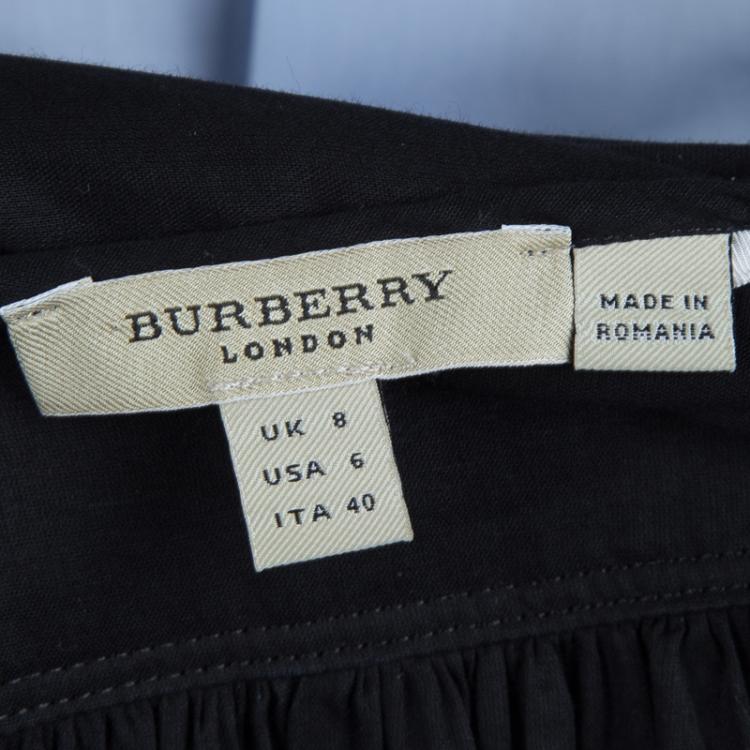 BURBERRY
LONDON
MADE IN
ROMANIA
UK 8
USA 6
ITA 40